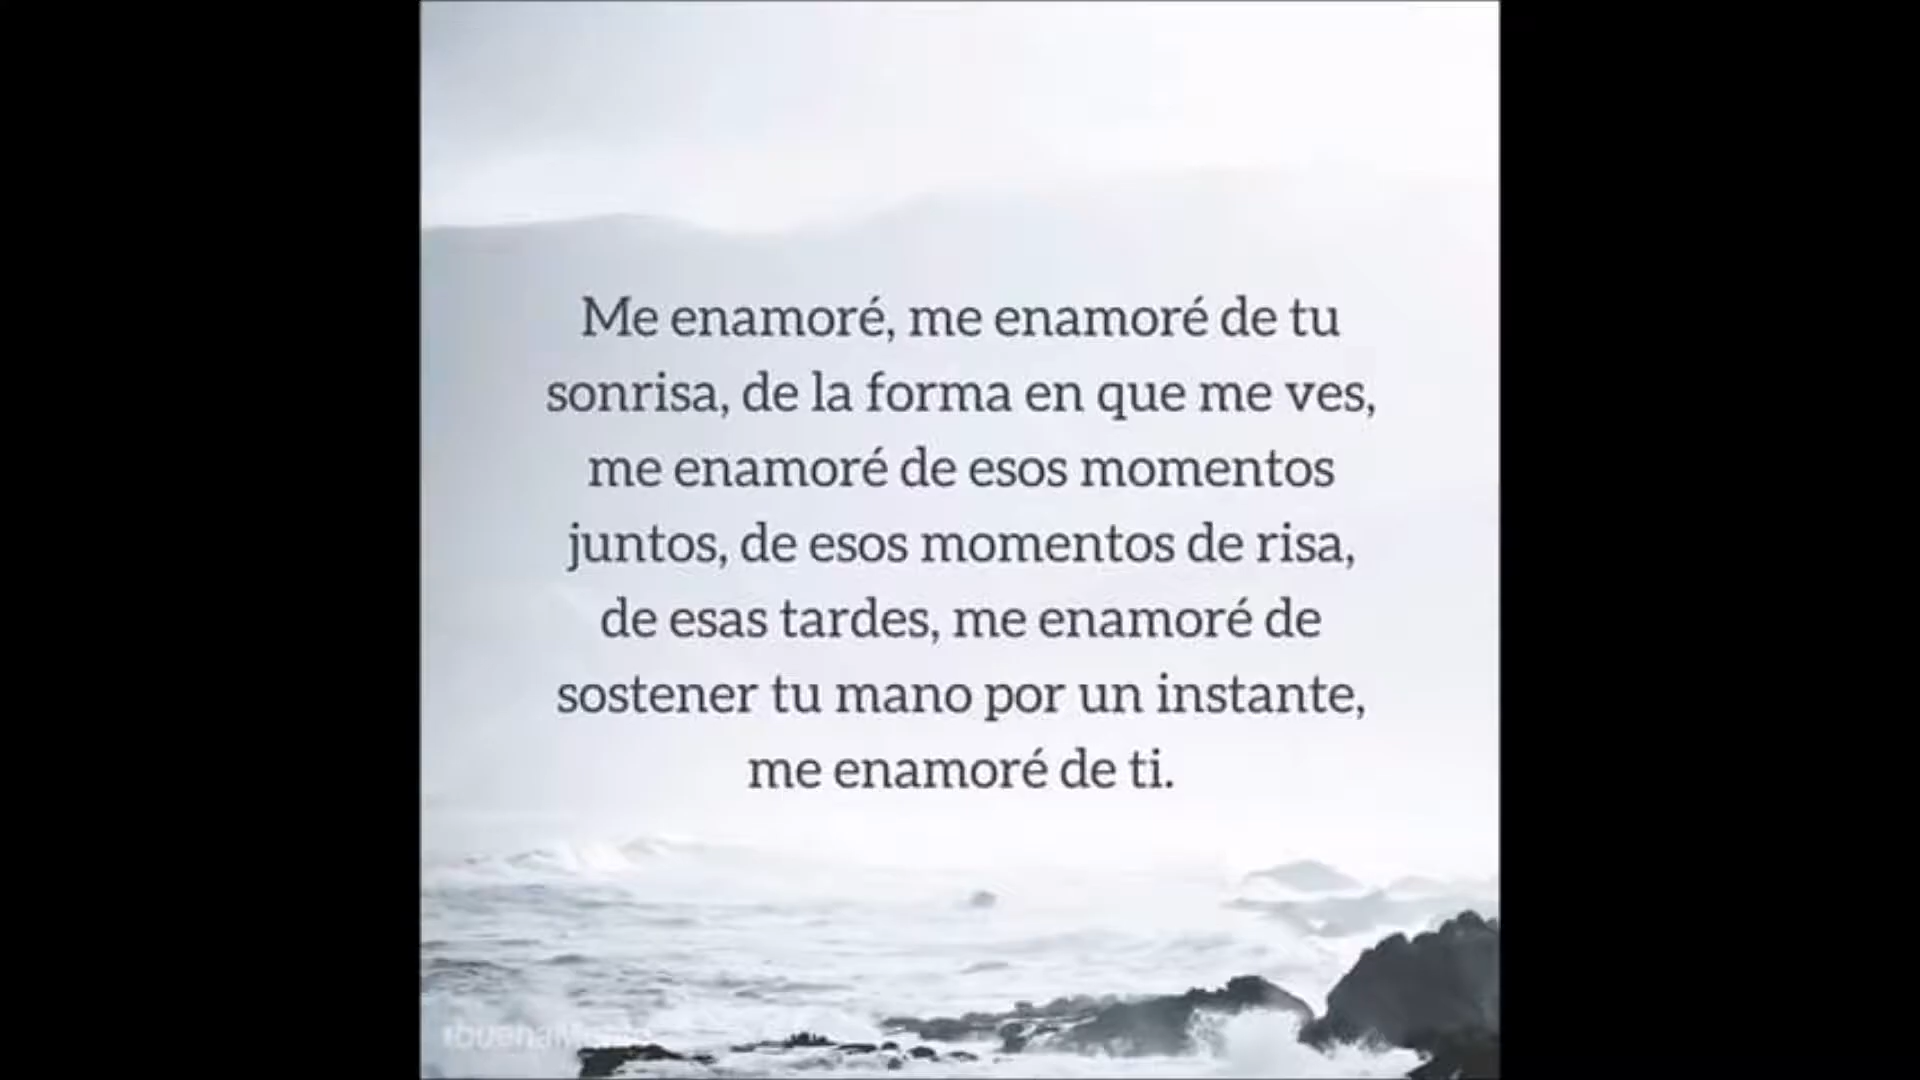 Me enamoré, me enamoré de tu
sonrisa, de la forma en que me ves,
me enamoré de esos momentos
juntos, de esos momentos de risa,
de esas tardes, me enamoré de
sostener tu mano por un instante,
me enamoré de ti.